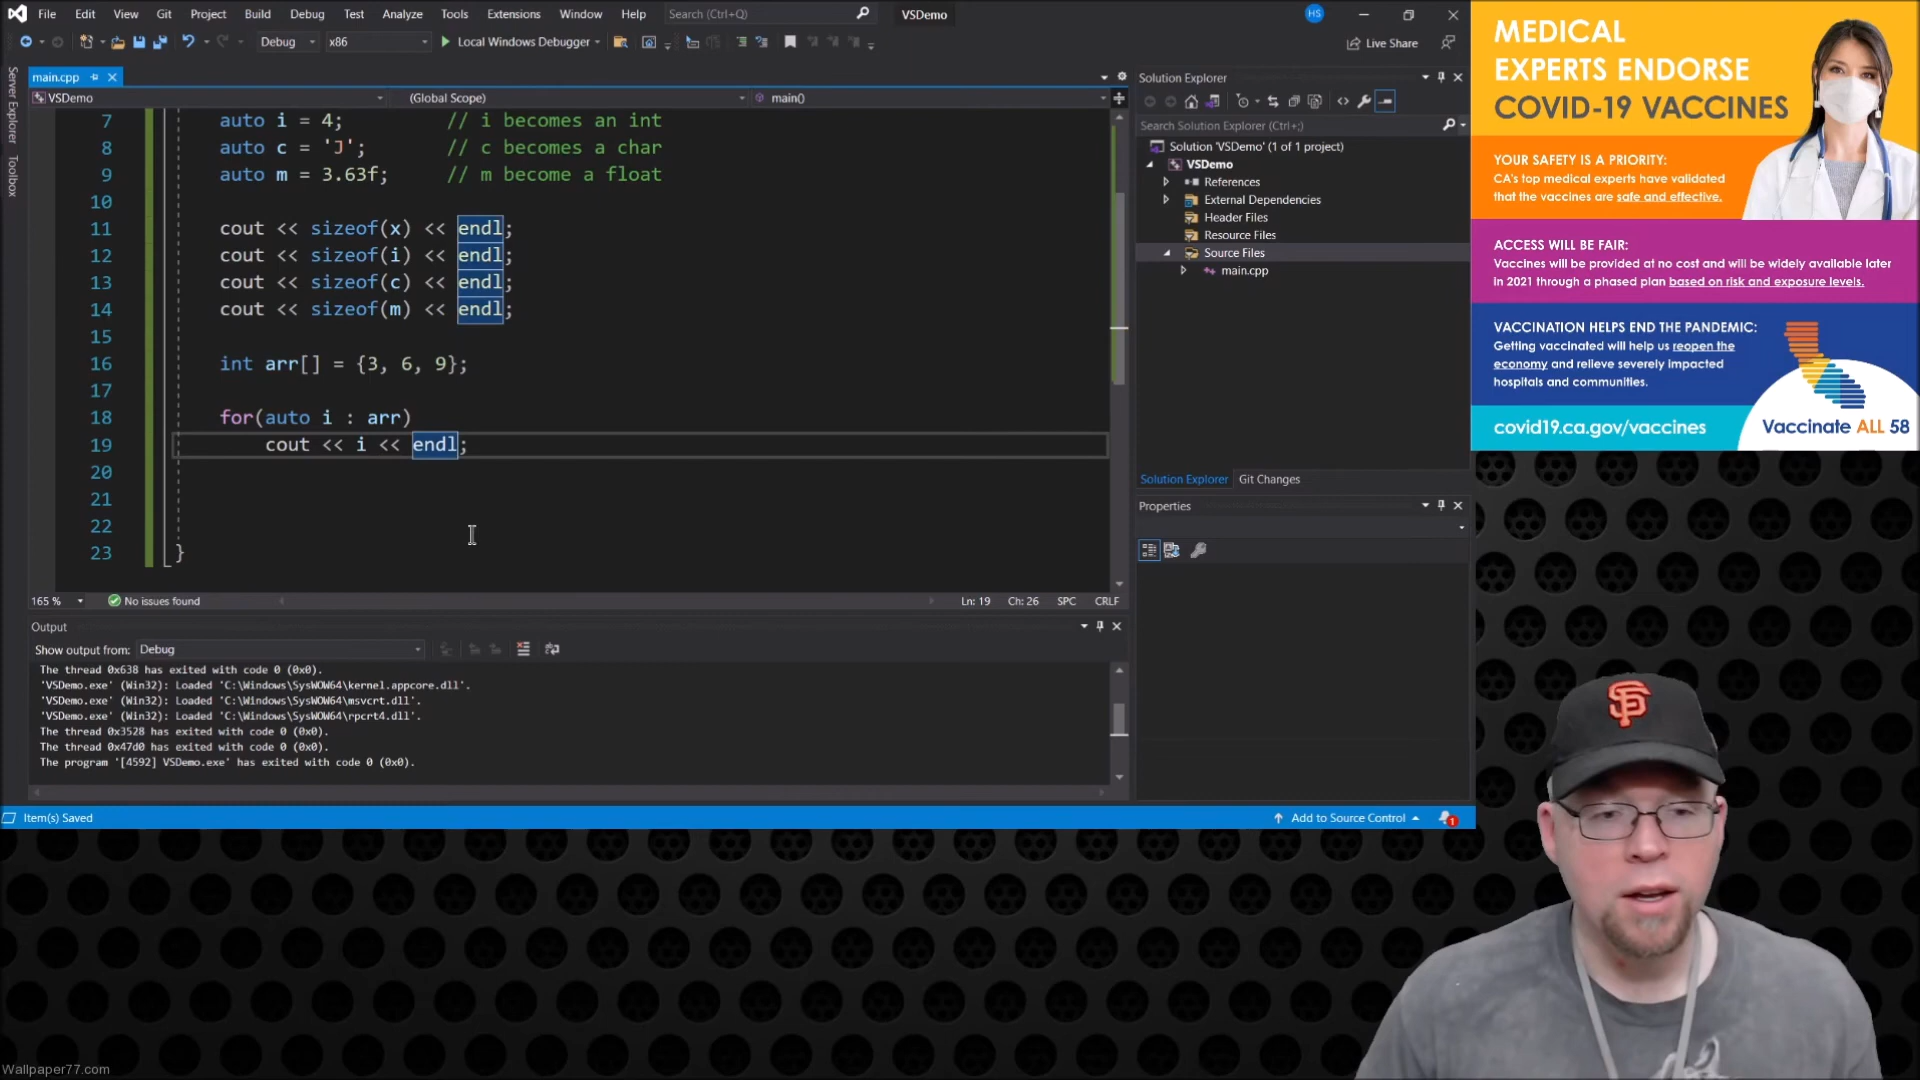 File Edit View Git Project Build Debug Test Analyze Tools Extensions Window Help Search (Ctrl+Q) VSDemo HS
Debug x86 Local Windows Debugger Live Share
Server Explorer
Toolbox
main.cpp
VSDemo (Global Scope) main()
7 auto i = 4; // i becomes an int
8 auto c = 'J'; // c becomes a char
9 auto m = 3.63f; // m become a float
10
11 cout << sizeof(x) << endl;
12 cout << sizeof(i) << endl;
13 cout << sizeof(c) << endl;
14 cout << sizeof(m) << endl;
15
16 int arr[] = {3, 6, 9};
17
18 for(auto i : arr)
19 cout << i << endl;
20
21
22
23 }
165 % No issues found Ln: 19 Ch: 26 SPC CRLF
Output
Show output from: Debug
The thread 0x638 has exited with code 0 (0x0).
'VSDemo.exe' (Win32): Loaded 'C:\Windows\SysWOW64\kernel.appcore.dll'.
'VSDemo.exe' (Win32): Loaded 'C:\Windows\SysWOW64\msvcrt.dll'.
'VSDemo.exe' (Win32): Loaded 'C:\Windows\SysWOW64\rpcrt4.dll'.
The thread 0x3528 has exited with code 0 (0x0).
The thread 0x47d0 has exited with code 0 (0x0).
The program '[4592] VSDemo.exe' has exited with code 0 (0x0).
Item(s) Saved Add to Source Control 1
Solution Explorer
Search Solution Explorer (Ctrl+;)
Solution 'VSDemo' (1 of 1 project)
VSDemo
References
External Dependencies
Header Files
Resource Files
Source Files
main.cpp
Solution Explorer Git Changes
Properties
MEDICAL
EXPERTS ENDORSE
COVID-19 VACCINES
YOUR SAFETY IS A PRIORITY:
CA's top medical experts have validated
that the vaccines are safe and effective.
ACCESS WILL BE FAIR:
Vaccines will be provided at no cost and will be widely available later
in 2021 through a phased plan based on risk and exposure levels.
VACCINATION HELPS END THE PANDEMIC:
Getting vaccinated will help us reopen the
economy and relieve severely impacted
hospitals and communities.
covid19.ca.gov/vaccines
Vaccinate ALL 58
SF
Wallpaper77.com